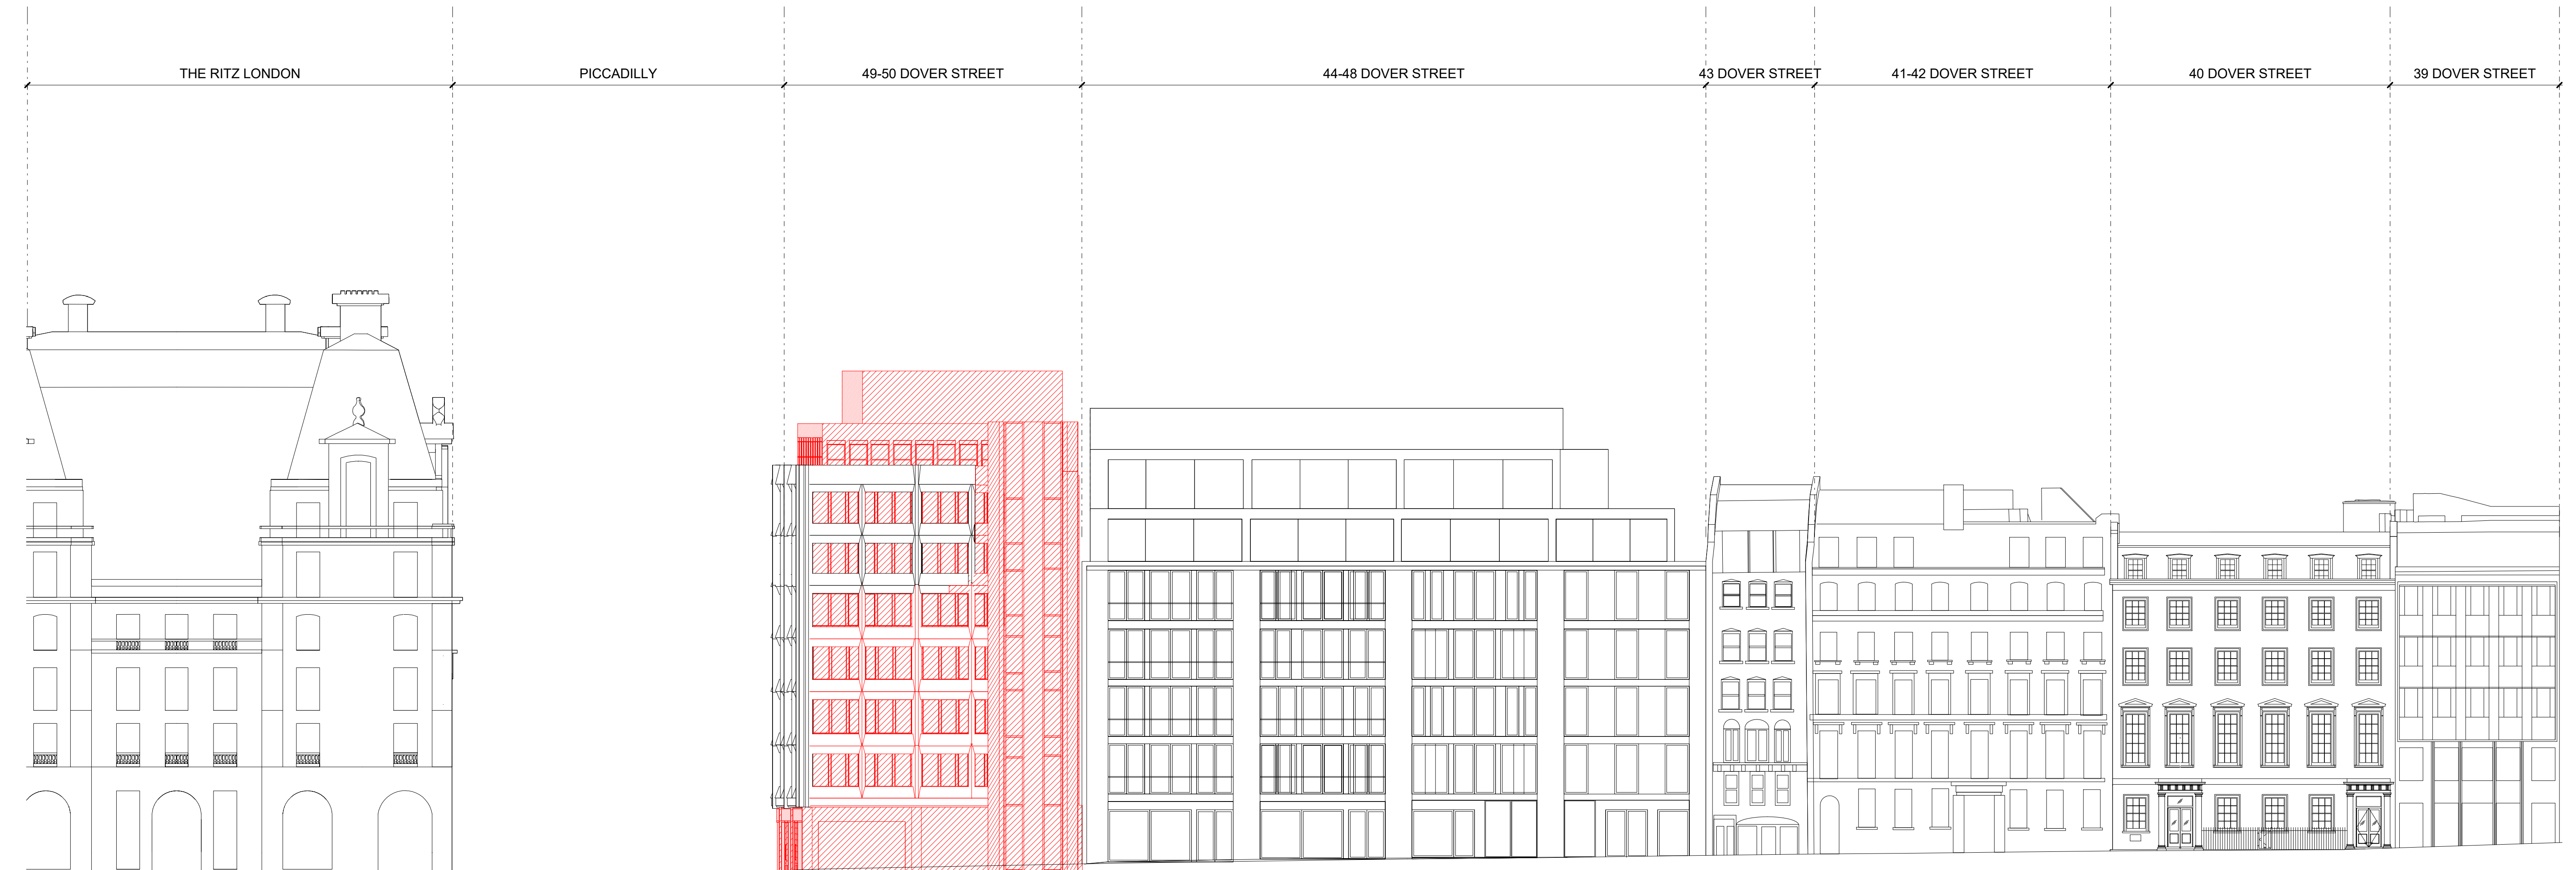 THE RITZ LONDON
PICCADILLY
49-50 DOVER STREET
44-48 DOVER STREET
43 DOVER STREET
41-42 DOVER STREET
40 DOVER STREET
39 DOVER STREET